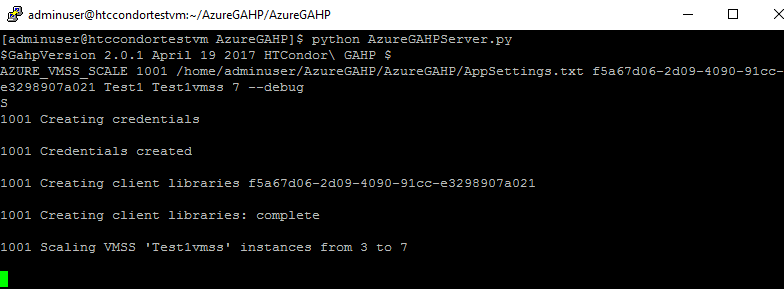 adminuser@htccondortestvm:~/AzureGAHP/AzureGAHP
[adminuser@htccondortestvm AzureGAHP]$ python AzureGAHPServer.py
$GahpVersion 2.0.1 April 19 2017 HTCondor\ GAHP $
AZURE_VMSS_SCALE 1001 /home/adminuser/AzureGAHP/AzureGAHP/AppSettings.txt f5a67d06-2d09-4090-91cc-
e3298907a021 Test1 Test1vmss 7 --debug
S
1001 Creating credentials
1001 Credentials created
1001 Creating client libraries f5a67d06-2d09-4090-91cc-e3298907a021
1001 Creating client libraries: complete
1001 Scaling VMSS 'Test1vmss' instances from 3 to 7